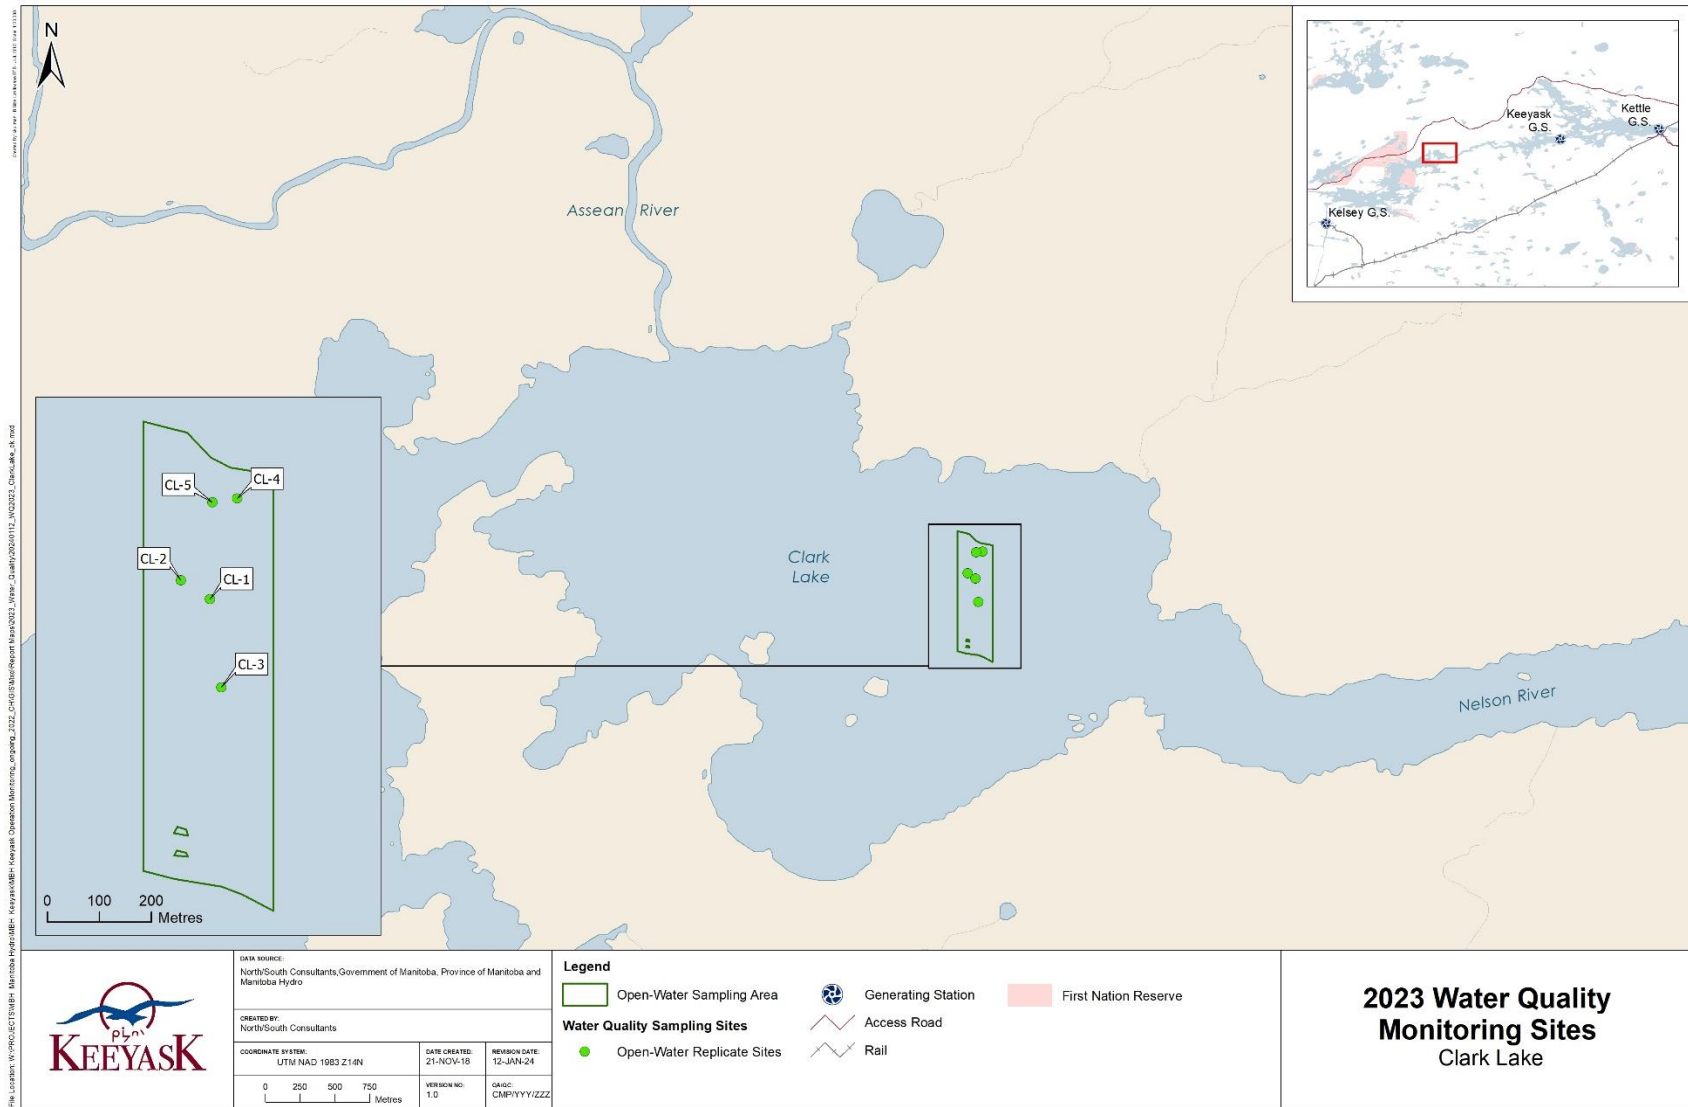 N
Assean River
Keeyask
G.S.
Kettle
G.S.
Kelsey G.S.
CL-5
CL-4
CL-2
CL-1
CL-3
Clark
Lake
Nelson River
0 100 200
Metres
KEEYASK
DATA SOURCE:
North/South Consultants,Government of Manitoba, Province of Manitoba and
Manitoba Hydro
CREATED BY:
North/South Consultants
COORDINATE SYSTEM:
UTM NAD 1983 Z14N
DATE CREATED:
21-NOV-18
REVISION DATE:
12-JAN-24
0 250 500 750
Metres
VERSION NO:
1.0
QA/QC:
CMP/YYY/ZZZ
Legend
Open-Water Sampling Area
Water Quality Sampling Sites
Open-Water Replicate Sites
Generating Station
Access Road
Rail
First Nation Reserve
2023 Water Quality
Monitoring Sites
Clark Lake